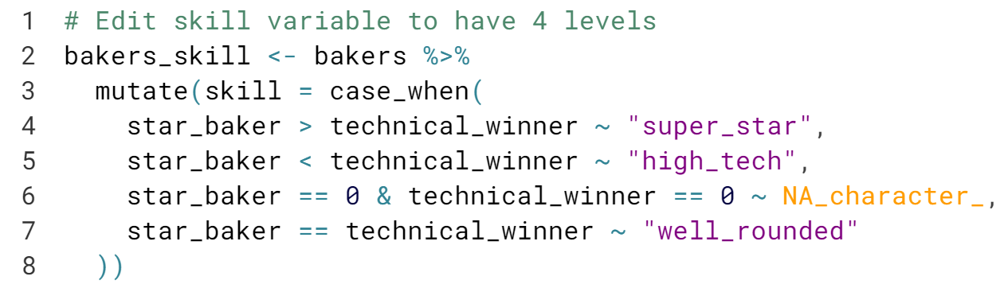 1 # Edit skill variable to have 4 levels
2 bakers_skill <- bakers %>%
3   mutate(skill = case_when(
4     star_baker > technical_winner ~ "super_star",
5     star_baker < technical_winner ~ "high_tech",
6     star_baker == 0 & technical_winner == 0 ~ NA_character_,
7     star_baker == technical_winner ~ "well_rounded"
8   ))